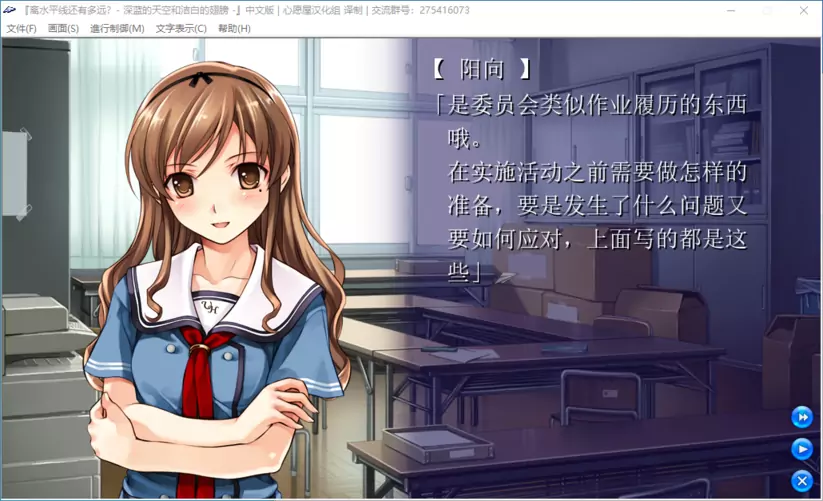 『离水平线还有多远？- 深蓝的天空和洁白的翅膀 -』中文版 | 心愿屋汉化组 译制 | 交流群号：275416073
文件(F) 画面(S) 進行制御(M) 文字表示(C) 帮助(H)
【 阳向 】
「是委员会类似作业履历的东西
哦。
在实施活动之前需要做怎样的
准备，要是发生了什么问题又
要如何应对，上面写的都是这
些」